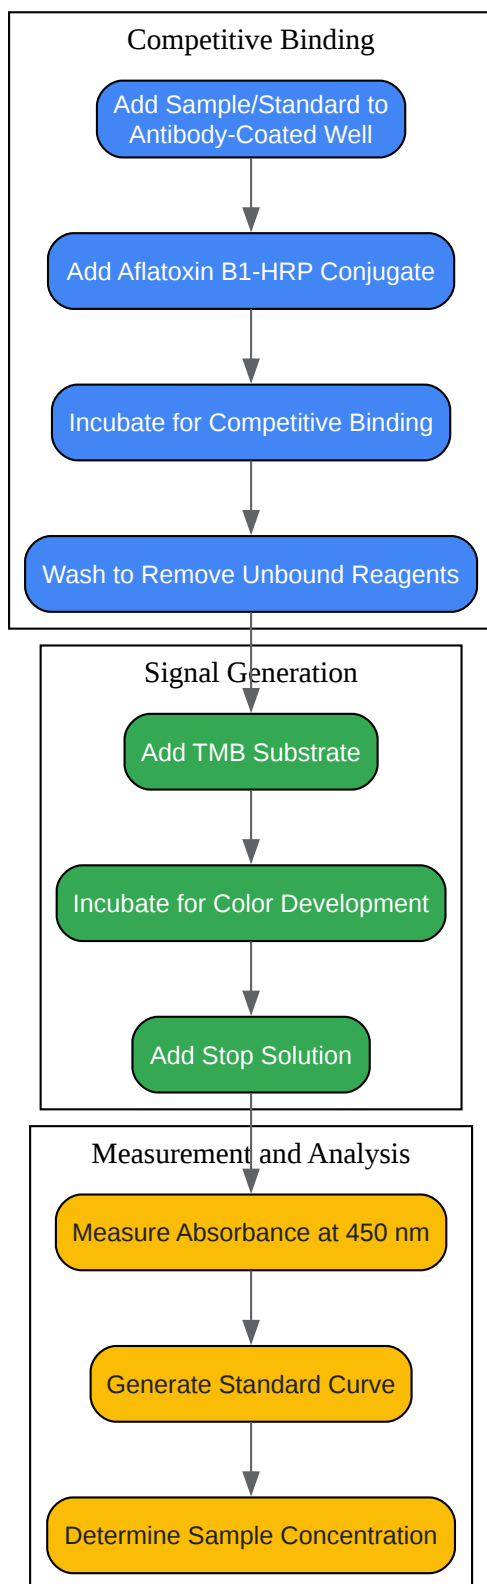 Competitive Binding
Add Sample/Standard to
Antibody-Coated Well
Add Aflatoxin B1-HRP Conjugate
Incubate for Competitive Binding
Wash to Remove Unbound Reagents
Signal Generation
Add TMB Substrate
Incubate for Color Development
Add Stop Solution
Measurement and Analysis
Measure Absorbance at 450 nm
Generate Standard Curve
Determine Sample Concentration